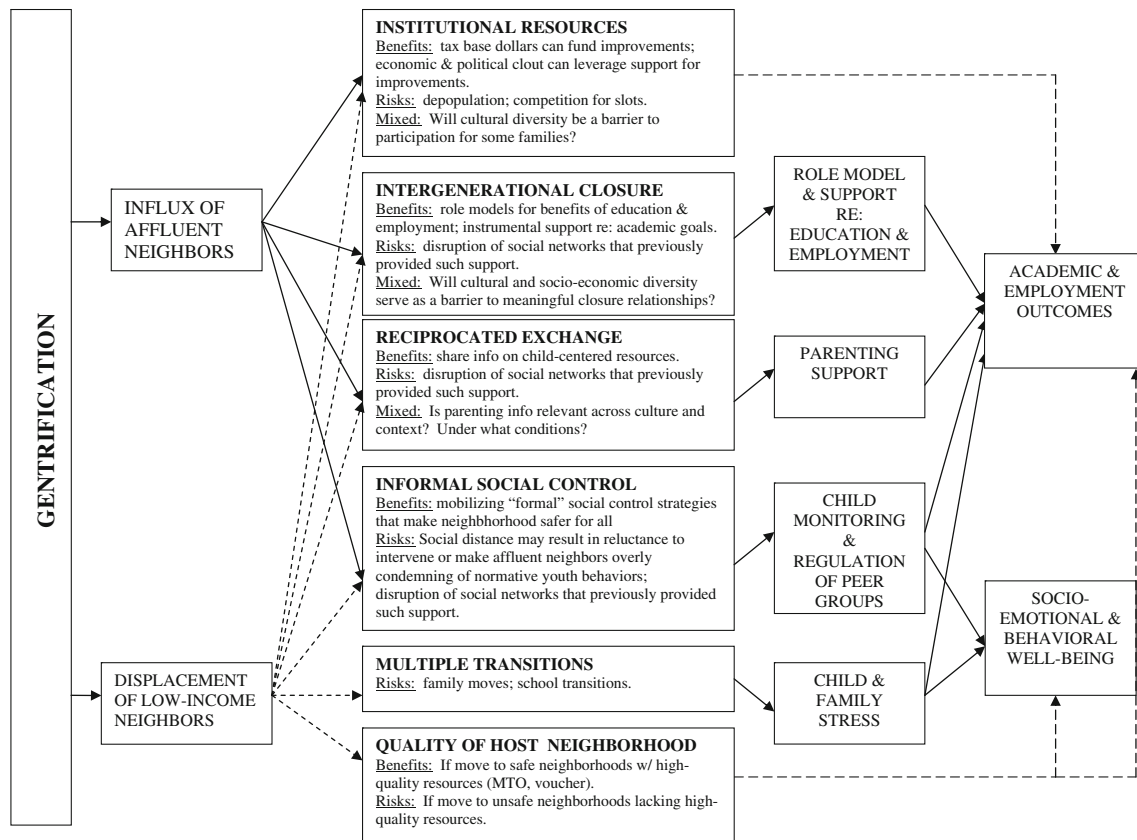 GENTRIFICATION
INFLUX OF
AFFLUENT
NEIGHBORS
DISPLACEMENT
OF LOW-INCOME
NEIGHBORS
INSTITUTIONAL RESOURCES
Benefits: tax base dollars can fund improvements;
economic & political clout can leverage support for
improvements.
Risks: depopulation; competition for slots.
Mixed: Will cultural diversity be a barrier to
participation for some families?
INTERGENERATIONAL CLOSURE
Benefits: role models for benefits of education &
employment; instrumental support re: academic goals.
Risks: disruption of social networks that previously
provided such support.
Mixed: Will cultural and socio-economic diversity
serve as a barrier to meaningful closure relationships?
RECIPROCATED EXCHANGE
Benefits: share info on child-centered resources.
Risks: disruption of social networks that previously
provided such support.
Mixed: Is parenting info relevant across culture and
context? Under what conditions?
INFORMAL SOCIAL CONTROL
Benefits: mobilizing “formal” social control strategies
that make neighbhorhood safer for all
Risks: Social distance may result in reluctance to
intervene or make affluent neighbors overly
condemning of normative youth behaviors;
disruption of social networks that previously provided
such support.
MULTIPLE TRANSITIONS
Risks: family moves; school transitions.
QUALITY OF HOST NEIGHBORHOOD
Benefits: If move to safe neighborhoods w/ high-
quality resources (MTO, voucher).
Risks: If move to unsafe neighborhoods lacking high-
quality resources.
ROLE MODEL
& SUPPORT
RE:
EDUCATION &
EMPLOYMENT
PARENTING
SUPPORT
CHILD
MONITORING
&
REGULATION
OF PEER
GROUPS
CHILD &
FAMILY
STRESS
ACADEMIC &
EMPLOYMENT
OUTCOMES
SOCIO-
EMOTIONAL &
BEHAVIORAL
WELL-BEING